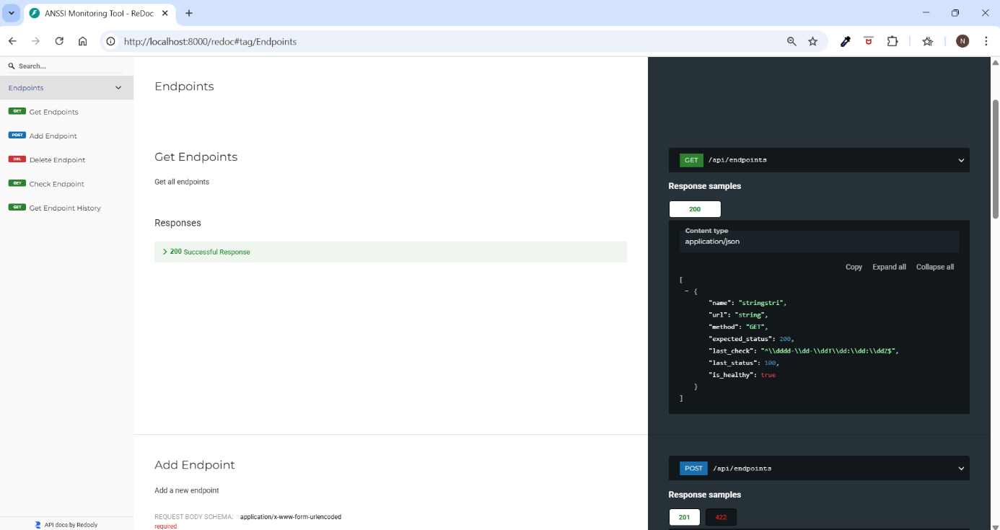 ANSSI Monitoring Tool - ReDoc
http://localhost:8000/redoc#tag/Endpoints
N
Search...
Endpoints
GET Get Endpoints
POST Add Endpoint
DEL Delete Endpoint
GET Check Endpoint
GET Get Endpoint History
API docs by Redocly
Endpoints
Get Endpoints
Get all endpoints
Responses
200 Successful Response
Add Endpoint
Add a new endpoint
REQUEST BODY SCHEMA: application/x-www-form-urlencoded
required
GET /api/endpoints
Response samples
200
Content type
application/json
Copy Expand all Collapse all
[
− {
"name": "stringstri",
"url": "string",
"method": "GET",
"expected_status": 200,
"last_check": "^\\dddd-\\dd-\\ddT\\dd:\\dd:\\ddZ$",
"last_status": 100,
"is_healthy": true
}
]
POST /api/endpoints
Response samples
201 422